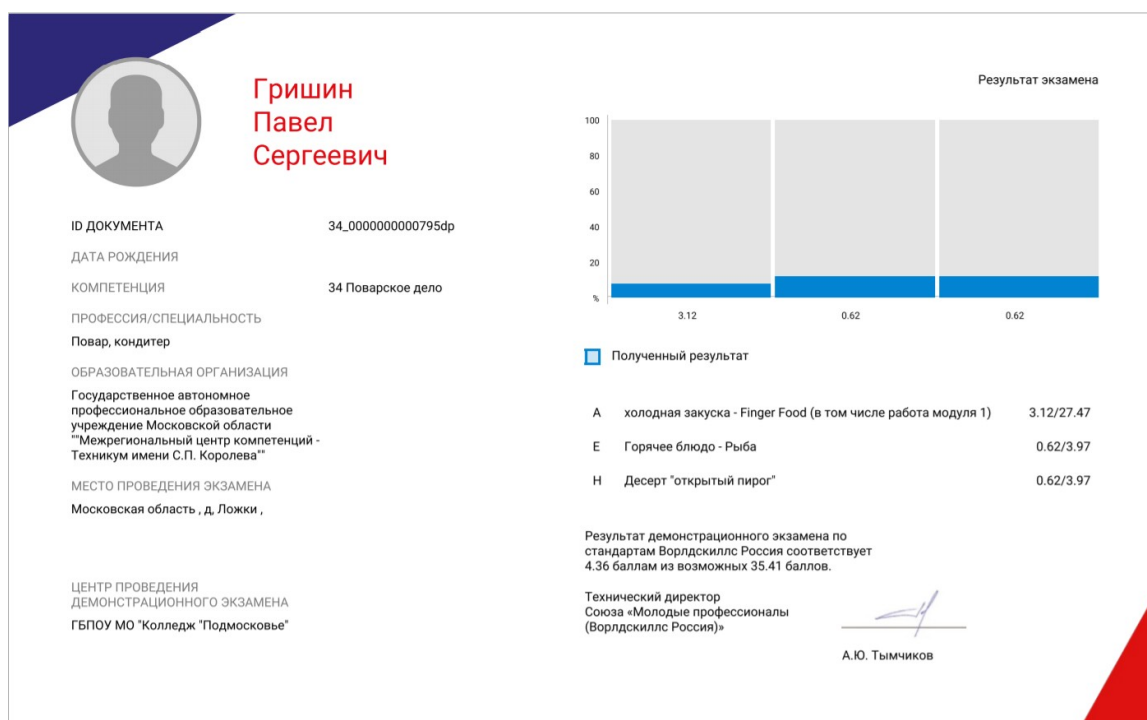 Гришин
Павел
Сергеевич
ID ДОКУМЕНТА 34_0000000000795dp
ДАТА РОЖДЕНИЯ
КОМПЕТЕНЦИЯ 34 Поварское дело
ПРОФЕССИЯ/СПЕЦИАЛЬНОСТЬ
Повар, кондитер
ОБРАЗОВАТЕЛЬНАЯ ОРГАНИЗАЦИЯ
Государственное автономное
профессиональное образовательное
учреждение Московской области
""Межрегиональный центр компетенций -
Техникум имени С.П. Королева""
МЕСТО ПРОВЕДЕНИЯ ЭКЗАМЕНА
Московская область , д, Ложки ,
ЦЕНТР ПРОВЕДЕНИЯ
ДЕМОНСТРАЦИОННОГО ЭКЗАМЕНА
ГБПОУ МО "Колледж "Подмосковье"
Результат экзамена
100
80
60
40
20
%
3.12 0.62 0.62
Полученный результат
A холодная закуска - Finger Food (в том числе работа модуля 1) 3.12/27.47
E Горячее блюдо - Рыба 0.62/3.97
H Десерт "открытый пирог" 0.62/3.97
Результат демонстрационного экзамена по
стандартам Ворлдскиллс Россия соответствует
4.36 баллам из возможных 35.41 баллов.
Технический директор
Союза «Молодые профессионалы
(Ворлдскиллс Россия)»
А.Ю. Тымчиков